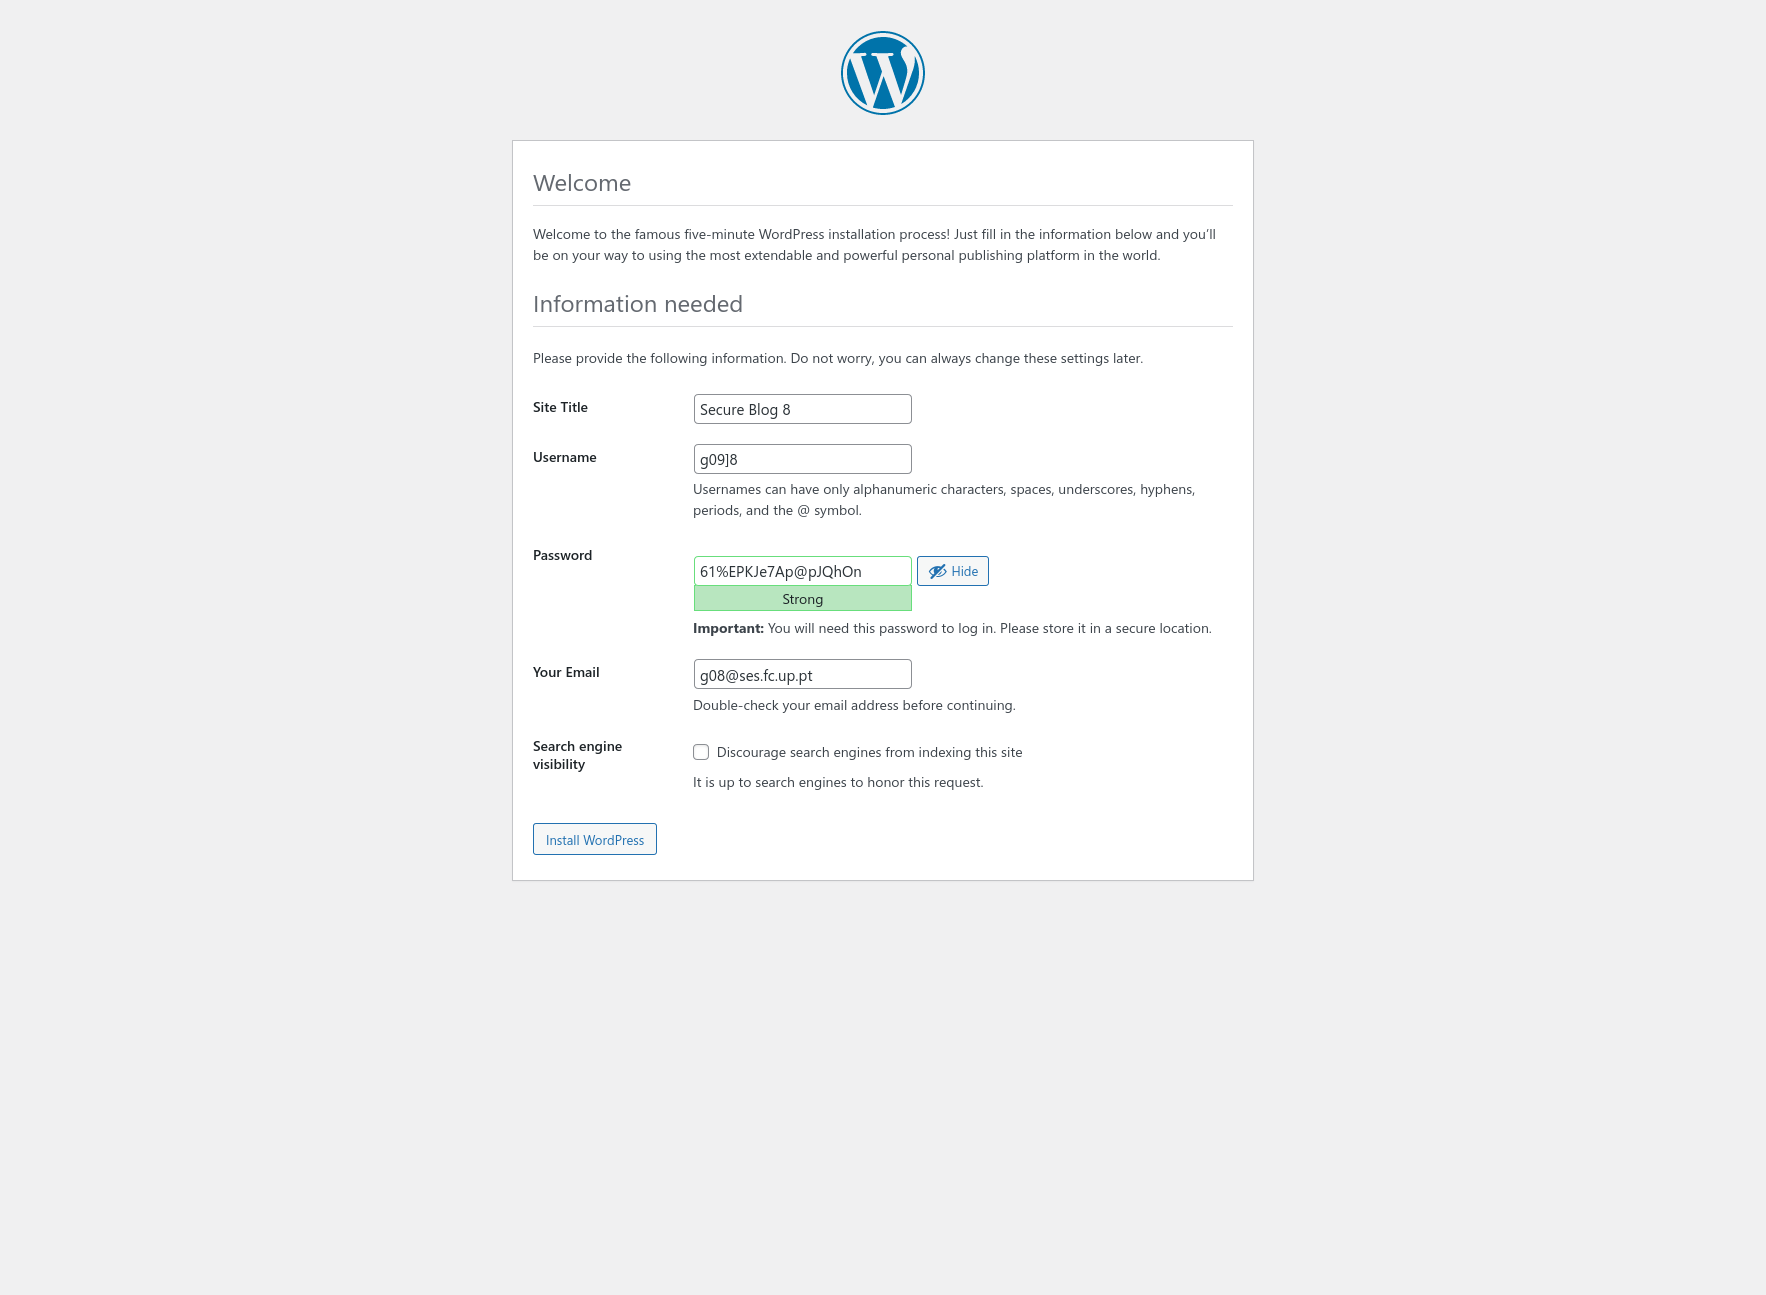 Welcome
Welcome to the famous five-minute WordPress installation process! Just fill in the information below and you’ll
be on your way to using the most extendable and powerful personal publishing platform in the world.
Information needed
Please provide the following information. Do not worry, you can always change these settings later.
Site Title
Secure Blog 8
Username
g09]8
Usernames can have only alphanumeric characters, spaces, underscores, hyphens,
periods, and the @ symbol.
Password
61%EPKJe7Ap@pJQhOn
Hide
Strong
Important: You will need this password to log in. Please store it in a secure location.
Your Email
g08@ses.fc.up.pt
Double-check your email address before continuing.
Search engine
visibility
Discourage search engines from indexing this site
It is up to search engines to honor this request.
Install WordPress